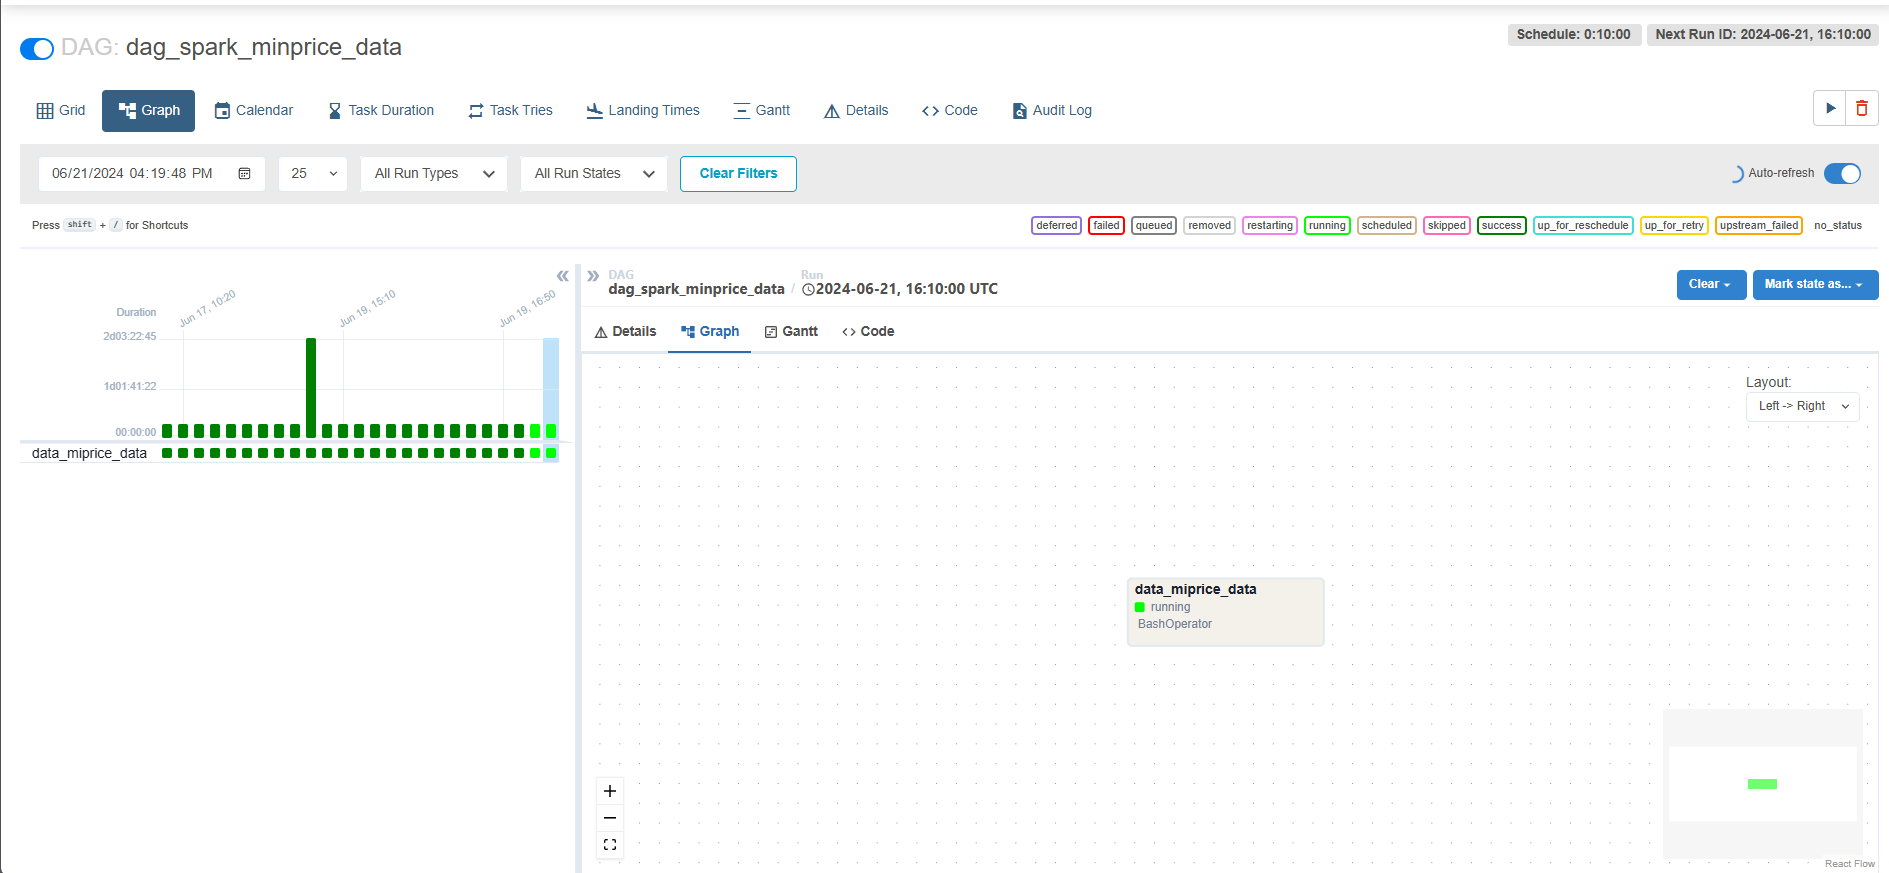 DAG: dag_spark_minprice_data
Schedule: 0:10:00
Next Run ID: 2024-06-21, 16:10:00
Grid
Graph
Calendar
Task Duration
Task Tries
Landing Times
Gantt
Details
Code
Audit Log
06/21/2024 04:19:48 PM
25
All Run Types
All Run States
Clear Filters
Auto-refresh
Press shift + / for Shortcuts
deferred
failed
queued
removed
restarting
running
scheduled
skipped
success
up_for_reschedule
up_for_retry
upstream_failed
no_status
Duration
Jun 17, 10:20
Jun 19, 15:10
Jun 19, 16:50
2d03:22:45
1d01:41:22
00:00:00
data_miprice_data
DAG
dag_spark_minprice_data
/
Run
2024-06-21, 16:10:00 UTC
Clear
Mark state as...
Details
Graph
Gantt
Code
Layout:
Left -> Right
data_miprice_data
running
BashOperator
React Flow